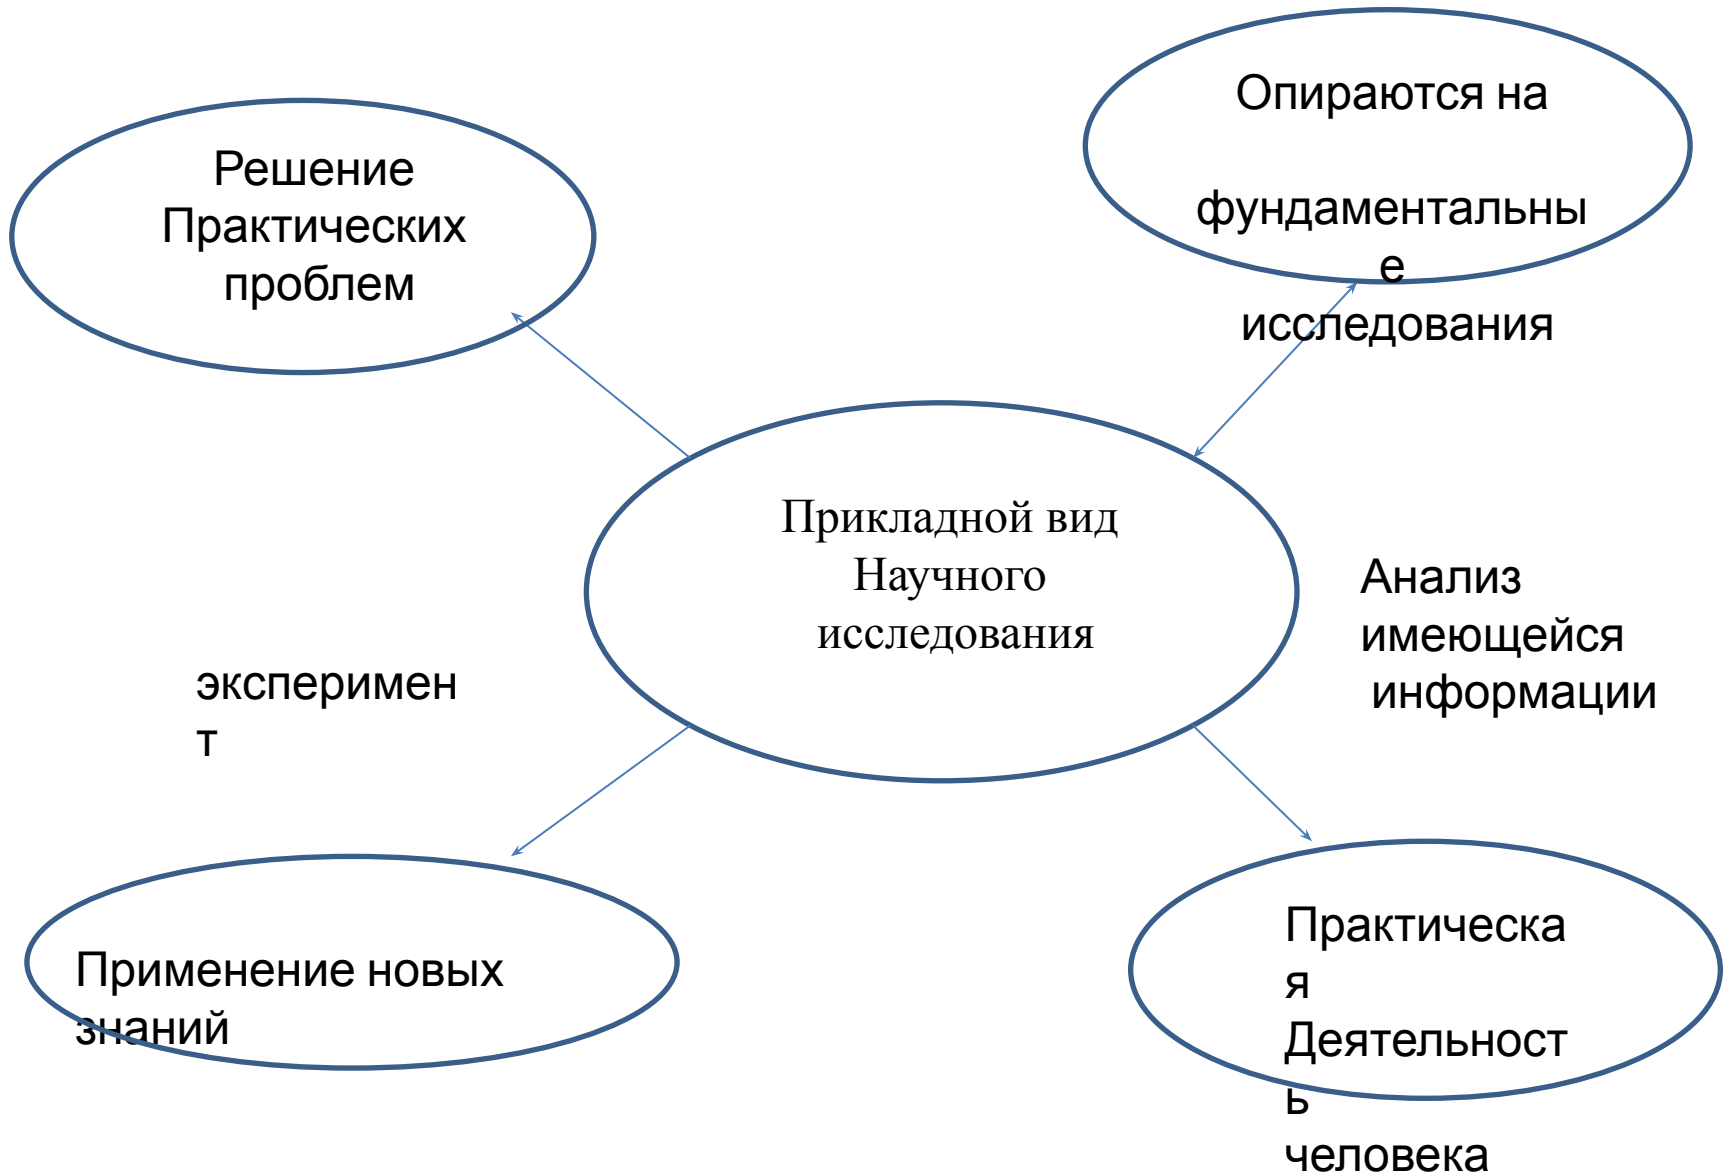 Опираются на
фундаментальны
е
исследования
Решение
Практических
проблем
Прикладной вид
Научного
исследования
Анализ
имеющейся
информации
эксперимен
т
Применение новых
знаний
Практическа
я
Деятельност
ь
человека